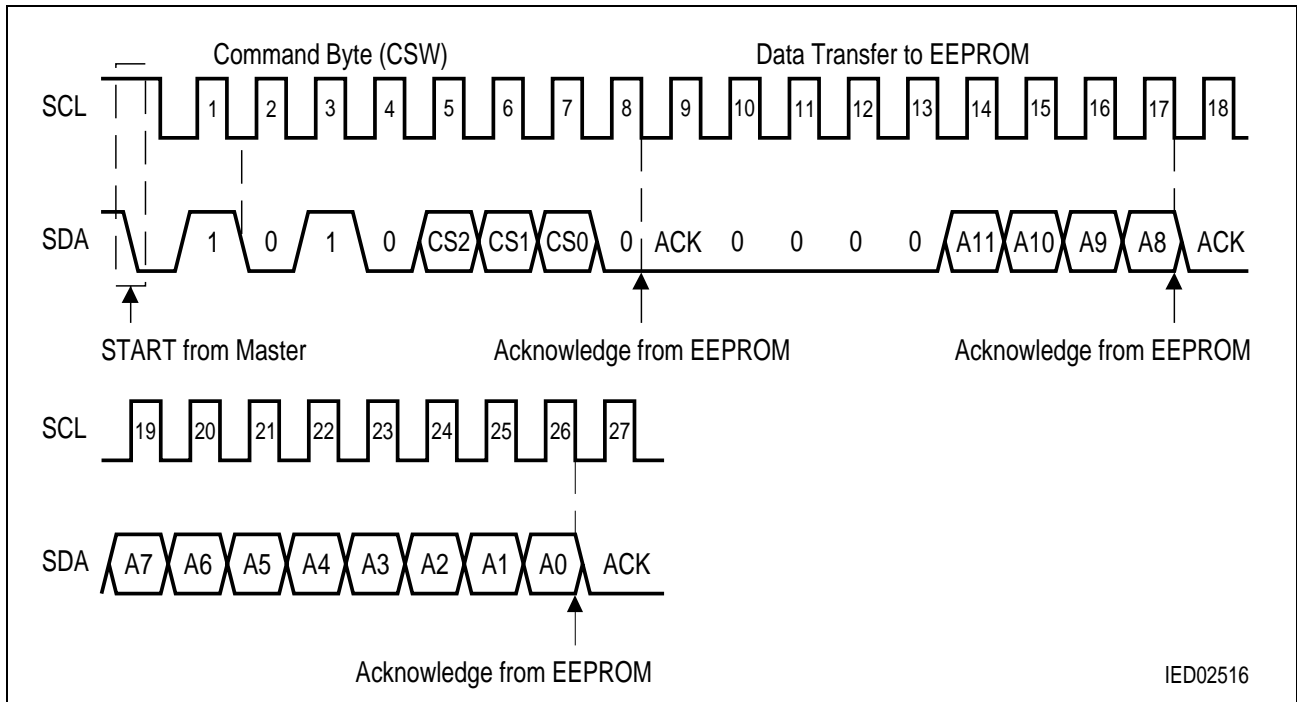 Command Byte (CSW) Data Transfer to EEPROM
SCL 1 2 3 4 5 6 7 8 9 10 11 12 13 14 15 16 17 18
SDA 1 0 1 0 CS2 CS1 CS0 0 ACK 0 0 0 0 A11 A10 A9 A8 ACK
START from Master Acknowledge from EEPROM Acknowledge from EEPROM
SCL 19 20 21 22 23 24 25 26 27
SDA A7 A6 A5 A4 A3 A2 A1 A0 ACK
Acknowledge from EEPROM IED02516